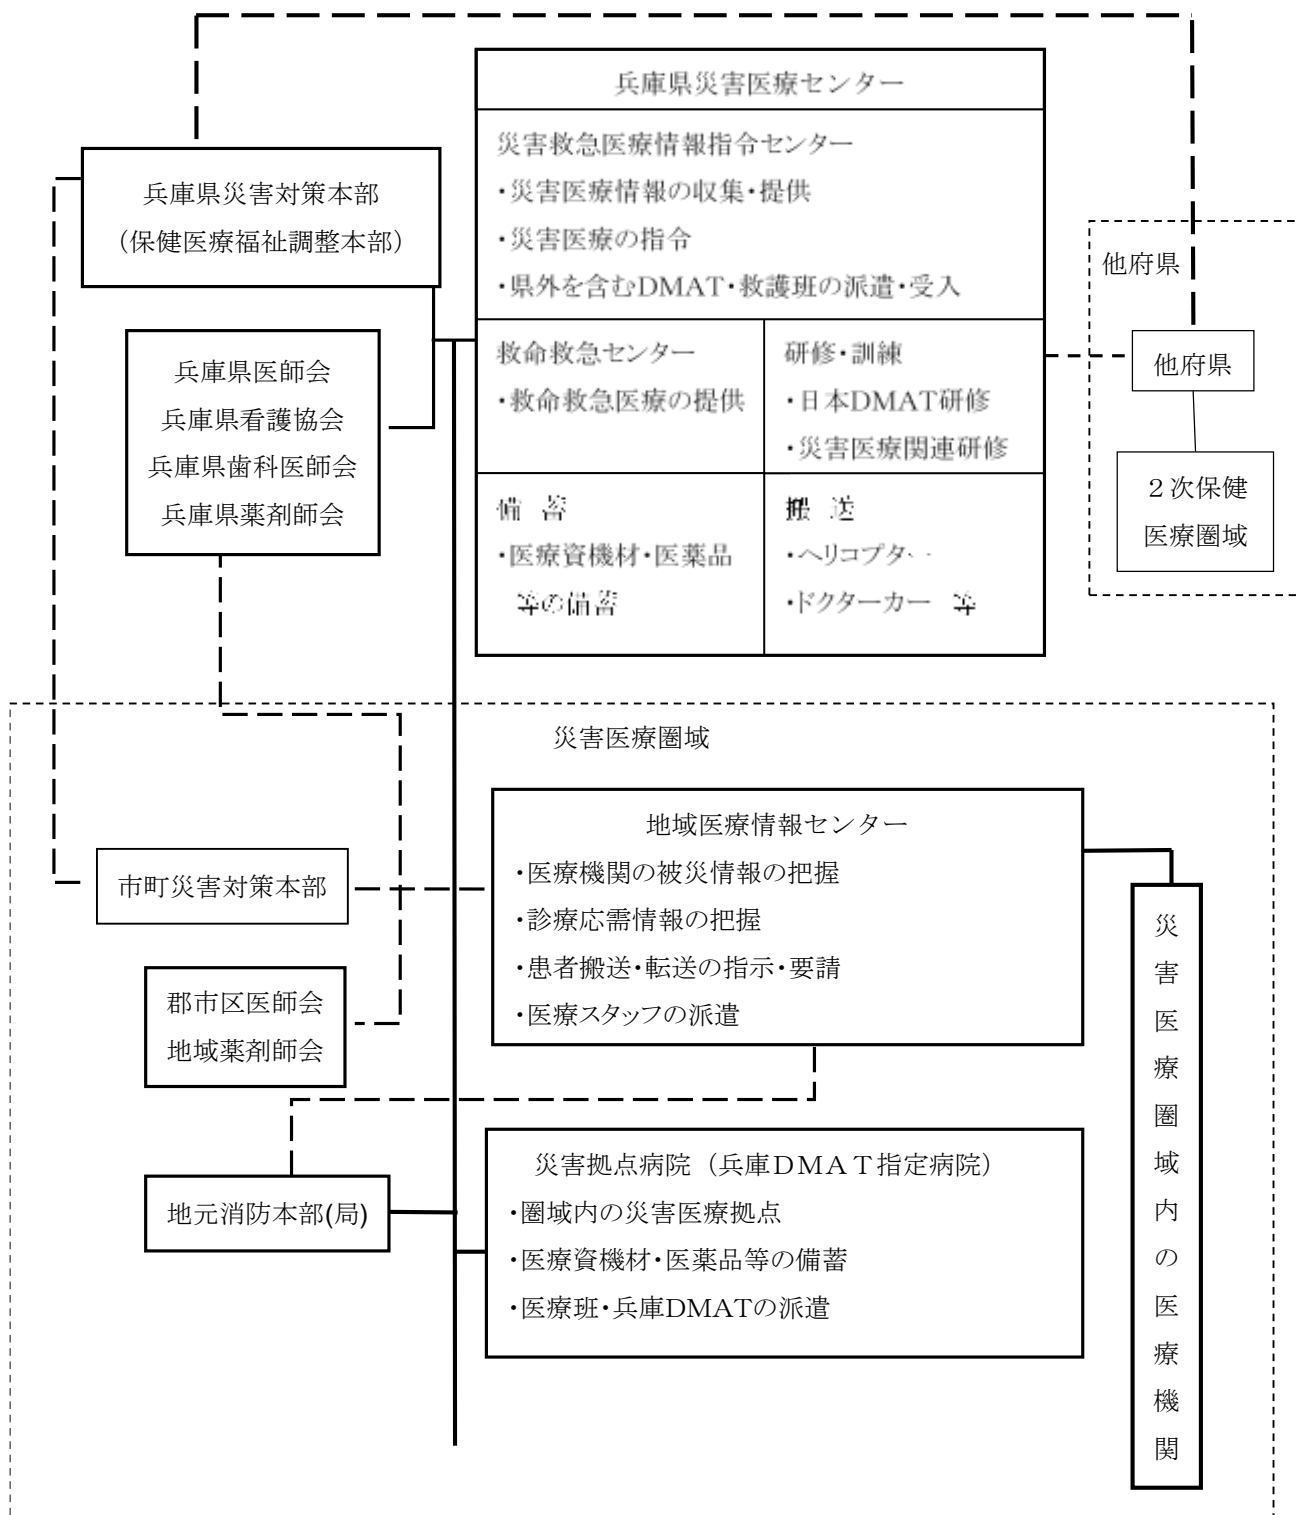 兵庫県災害医療センター
災害救急医療情報指令センター
・災害医療情報の収集・提供
・災害医療の指令
・県外を含むDMAT・救護班の派遣・受入
救命救急センター
・救命救急医療の提供
研修・訓練
・日本DMAT研修
・災害医療関連研修
備 蓄
・医療資機材・医薬品
等の備蓄
搬 送
・ヘリコプター
・ドクターカー 等
兵庫県災害対策本部
（保健医療福祉調整本部）
兵庫県医師会
兵庫県看護協会
兵庫県歯科医師会
兵庫県薬剤師会
他府県
他府県
２次保健
医療圏域
災害医療圏域
地域医療情報センター
・医療機関の被災情報の把握
・診療応需情報の把握
・患者搬送・転送の指示・要請
・医療スタッフの派遣
市町災害対策本部
郡市区医師会
地域薬剤師会
地元消防本部(局)
災害拠点病院（兵庫ＤＭＡＴ指定病院）
・圏域内の災害医療拠点
・医療資機材・医薬品等の備蓄
・医療班・兵庫DMATの派遣
災害医療圏域内の医療機関